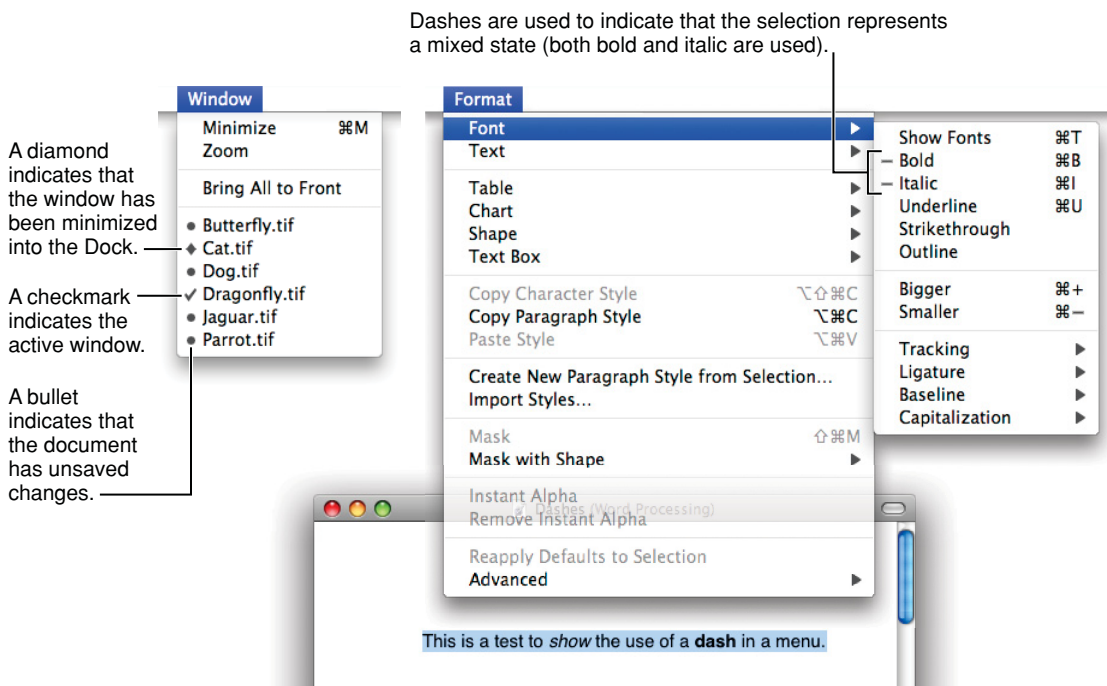 Dashes are used to indicate that the selection represents
a mixed state (both bold and italic are used).
Window
Minimize ⌘M
Zoom
Bring All to Front
Butterfly.tif
Cat.tif
Dog.tif
✓ Dragonfly.tif
Jaguar.tif
Parrot.tif
A diamond
indicates that
the window has
been minimized
into the Dock.
A checkmark
indicates the
active window.
A bullet
indicates that
the document
has unsaved
changes.
Format
Font
Text
Table
Chart
Shape
Text Box
Copy Character Style ⌥⇧⌘C
Copy Paragraph Style ⌥⌘C
Paste Style ⌥⌘V
Create New Paragraph Style from Selection...
Import Styles...
Mask ⇧⌘M
Mask with Shape
Instant Alpha
Dashes (Word Processing)
Remove Instant Alpha
Reapply Defaults to Selection
Advanced
Show Fonts ⌘T
– Bold ⌘B
– Italic ⌘I
Underline ⌘U
Strikethrough
Outline
Bigger ⌘+
Smaller ⌘–
Tracking
Ligature
Baseline
Capitalization
This is a test to show the use of a dash in a menu.